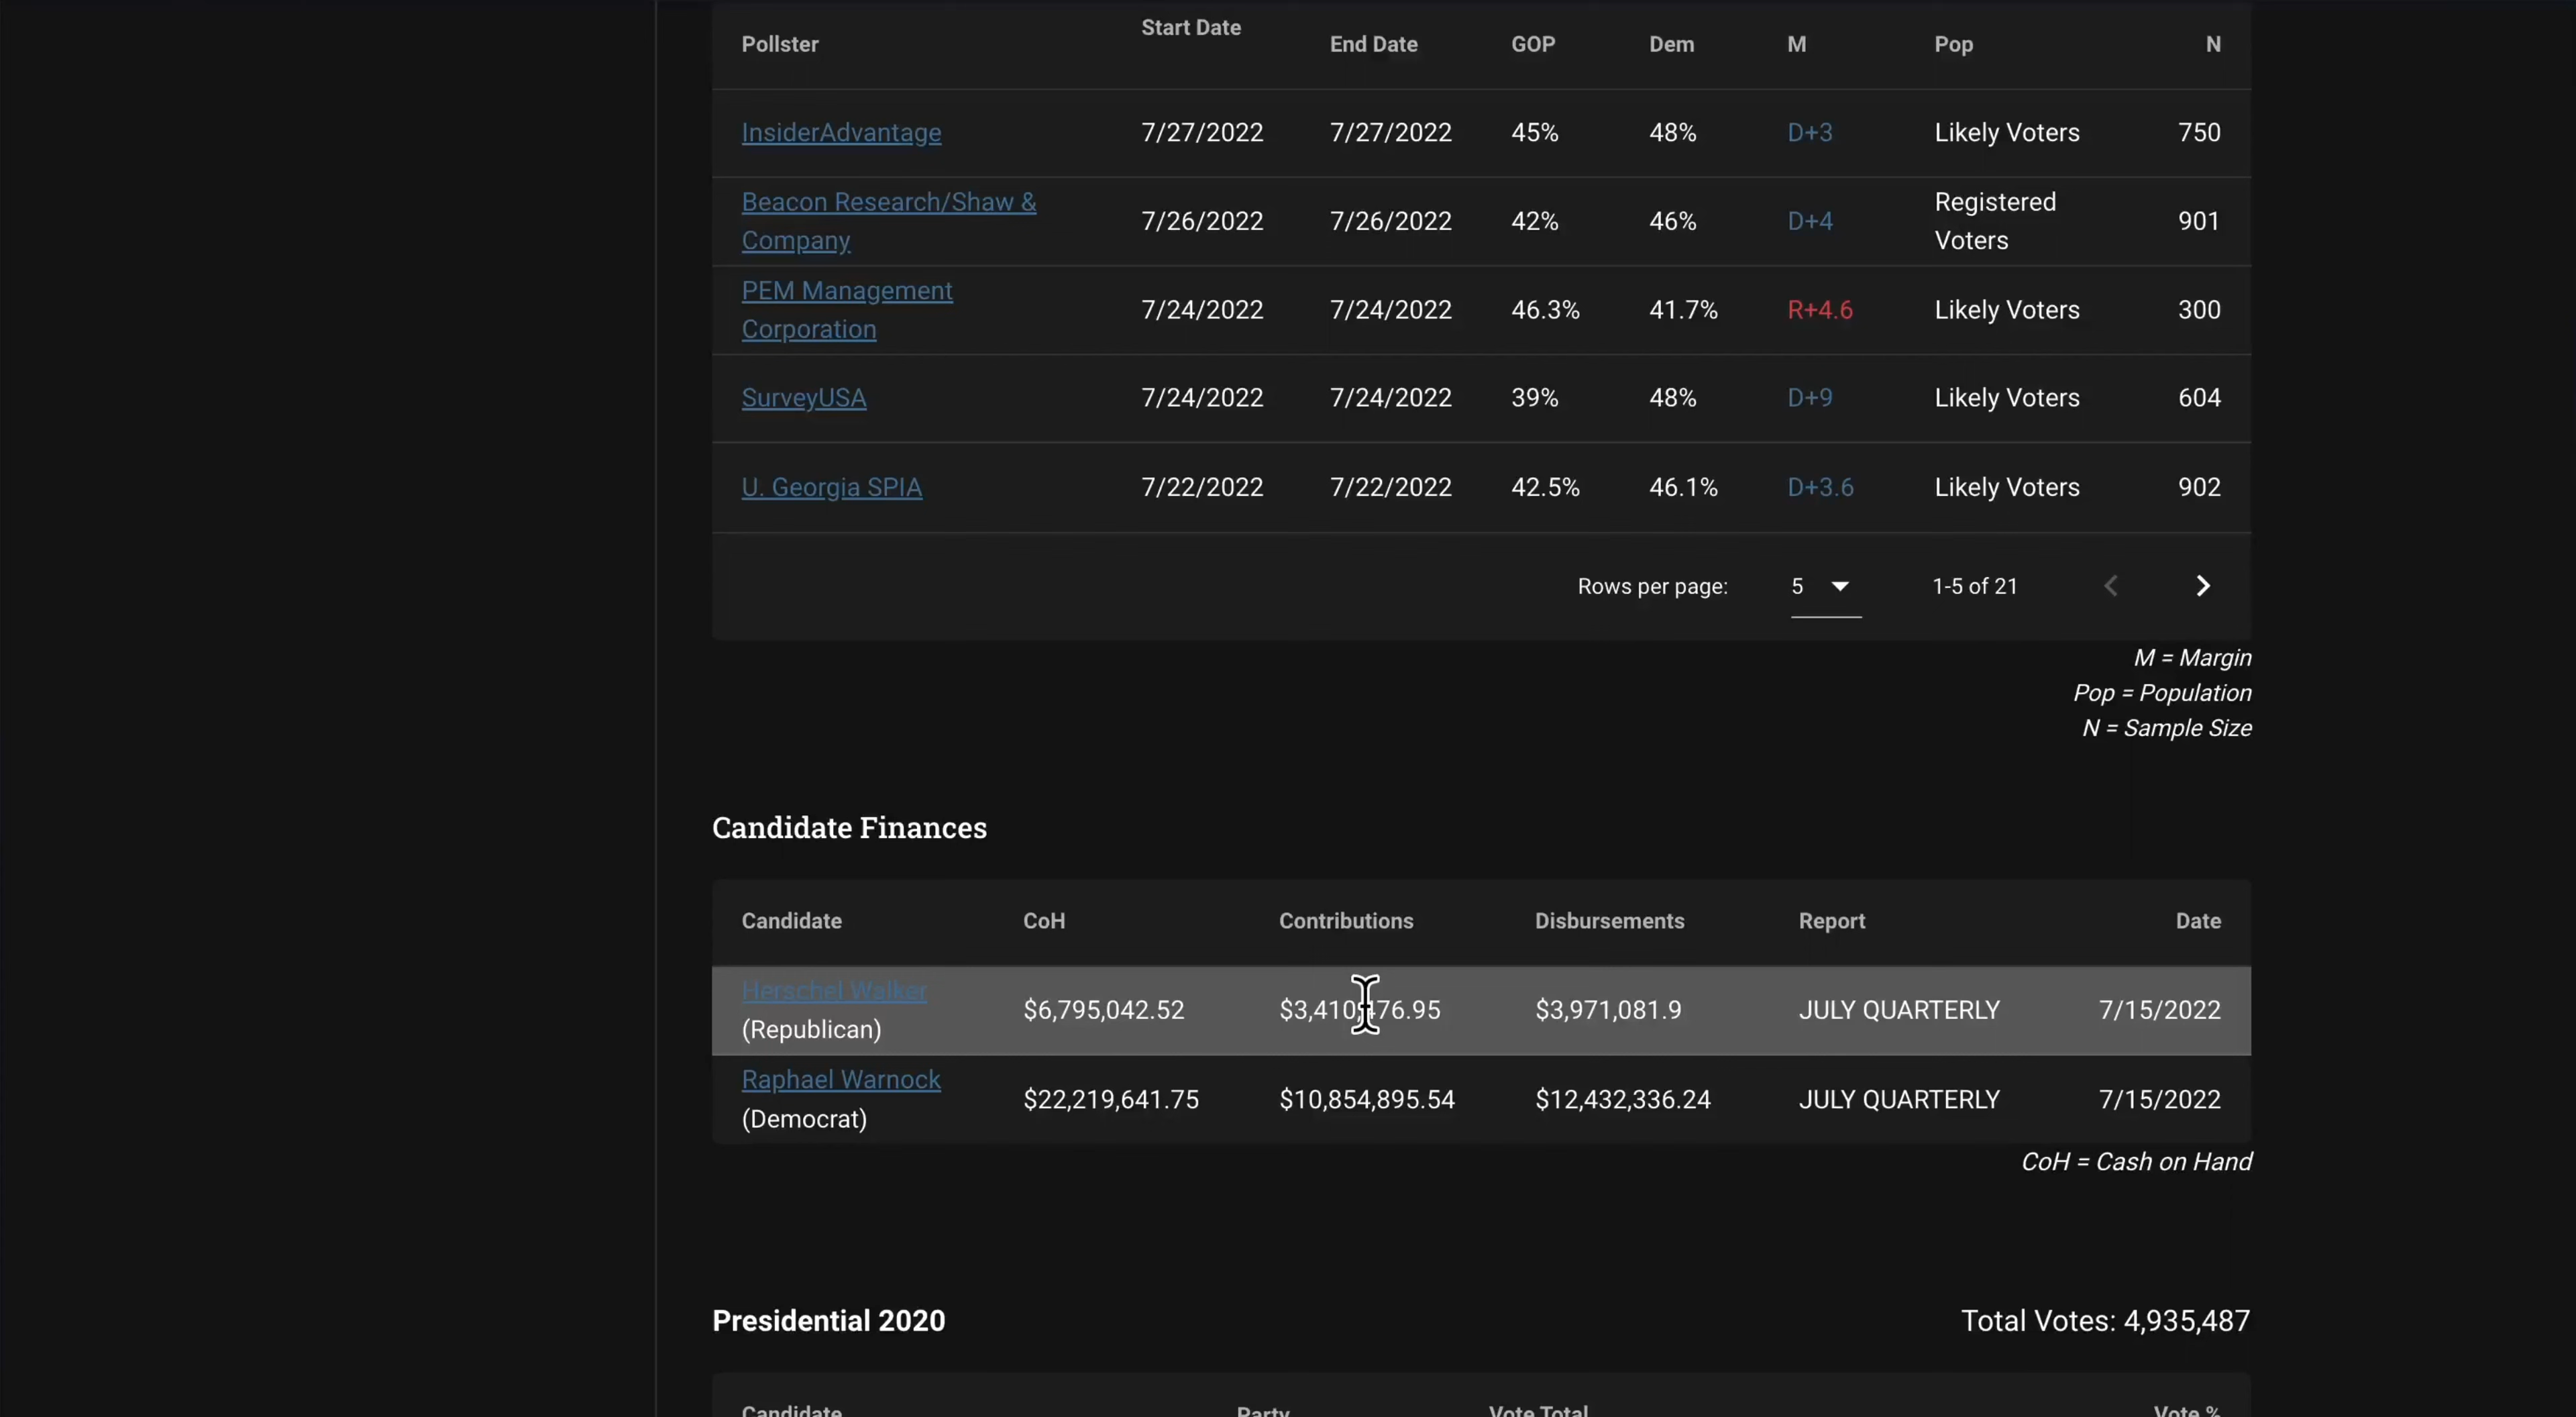 Pollster Start Date End Date GOP Dem M Pop N
InsiderAdvantage 7/27/2022 7/27/2022 45% 48% D+3 Likely Voters 750
Beacon Research/Shaw &
Company 7/26/2022 7/26/2022 42% 46% D+4 Registered
Voters 901
PEM Management
Corporation 7/24/2022 7/24/2022 46.3% 41.7% R+4.6 Likely Voters 300
SurveyUSA 7/24/2022 7/24/2022 39% 48% D+9 Likely Voters 604
U. Georgia SPIA 7/22/2022 7/22/2022 42.5% 46.1% D+3.6 Likely Voters 902
Rows per page: 5 1-5 of 21
M = Margin
Pop = Population
N = Sample Size
Candidate Finances
Candidate CoH Contributions Disbursements Report Date
Herschel Walker
(Republican) $6,795,042.52 $3,410,476.95 $3,971,081.9 JULY QUARTERLY 7/15/2022
Raphael Warnock
(Democrat) $22,219,641.75 $10,854,895.54 $12,432,336.24 JULY QUARTERLY 7/15/2022
CoH = Cash on Hand
Presidential 2020 Total Votes: 4,935,487
Candidate Party Vote Total Vote %